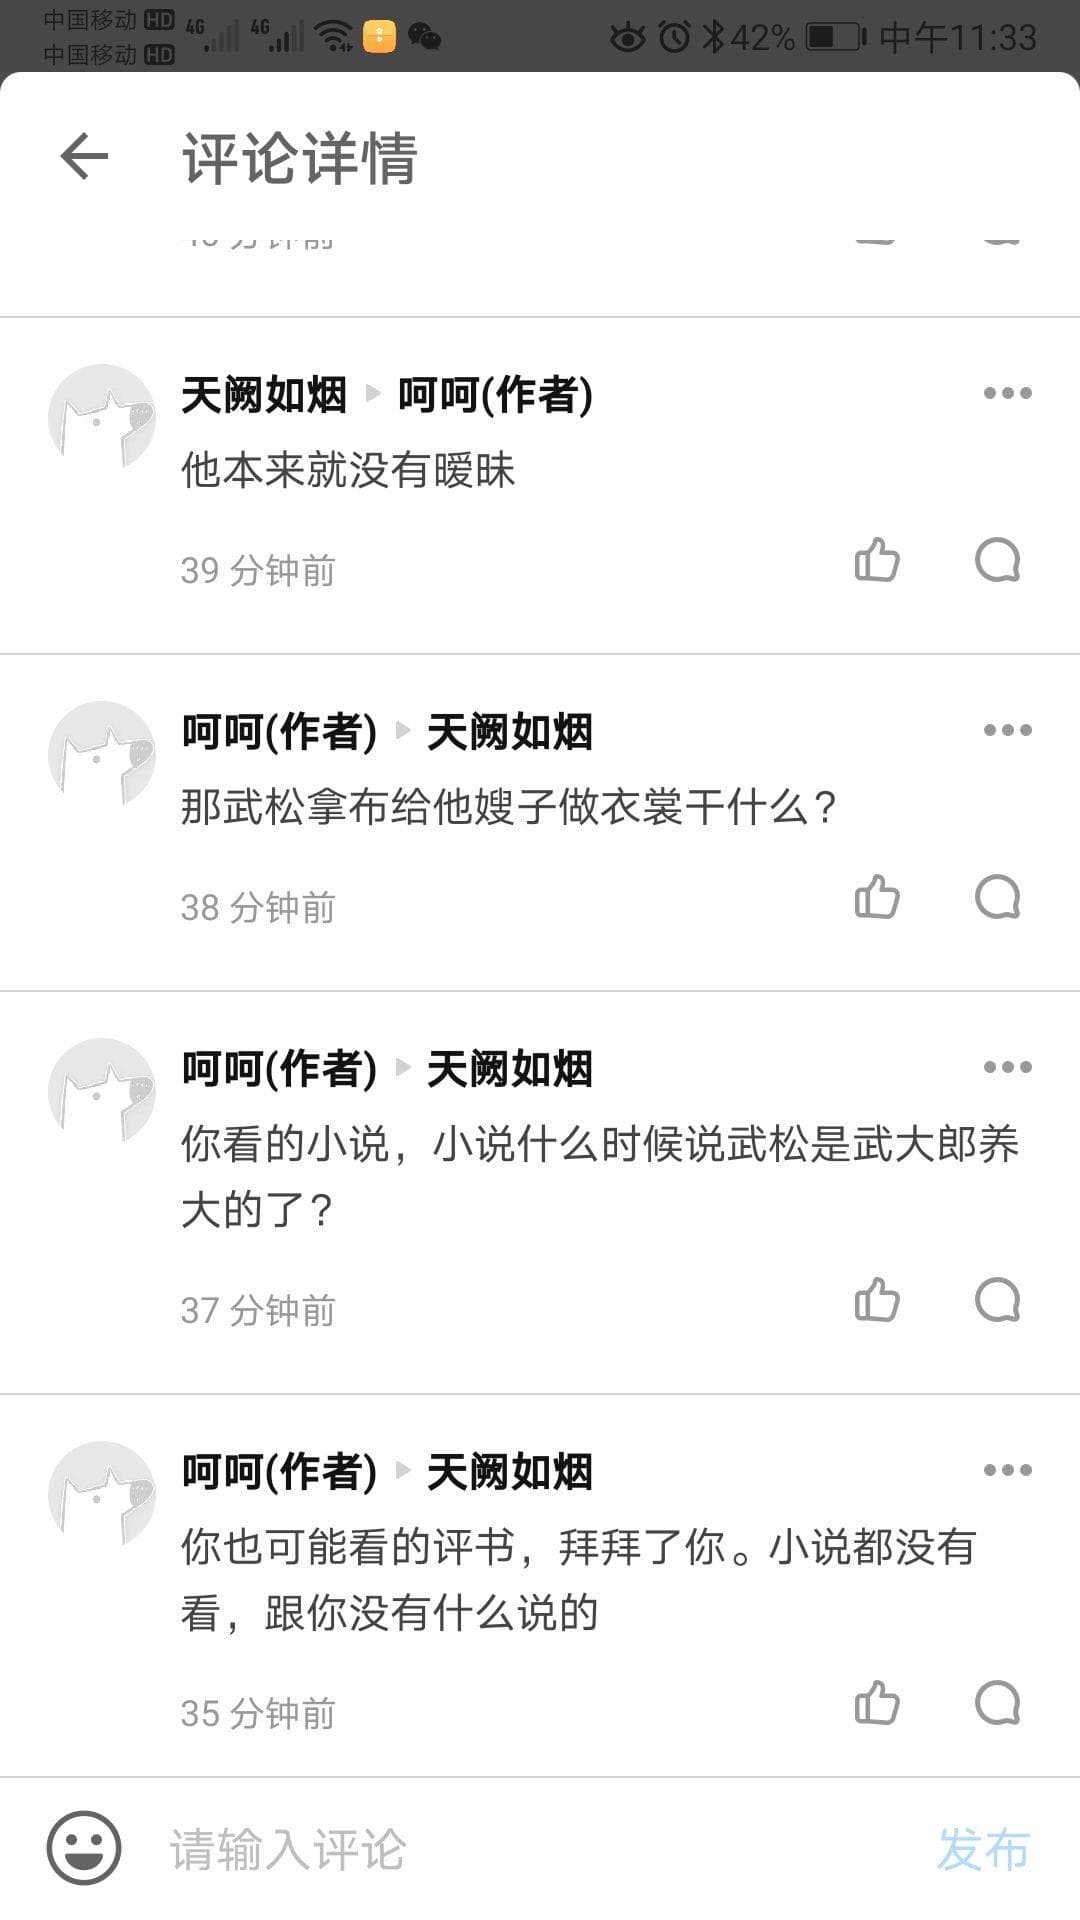 中国移动 HD 4G 4G 42% 中午11:33
中国移动 HD
评论详情
天阙如烟 呵呵(作者)
他本来就没有暧昧
39 分钟前
呵呵(作者) 天阙如烟
那武松拿布给他嫂子做衣裳干什么？
38 分钟前
呵呵(作者) 天阙如烟
你看的小说，小说什么时候说武松是武大郎养
大的了？
37 分钟前
呵呵(作者) 天阙如烟
你也可能看的评书，拜拜了你。小说都没有
看，跟你没有什么说的
35 分钟前
请输入评论 发布